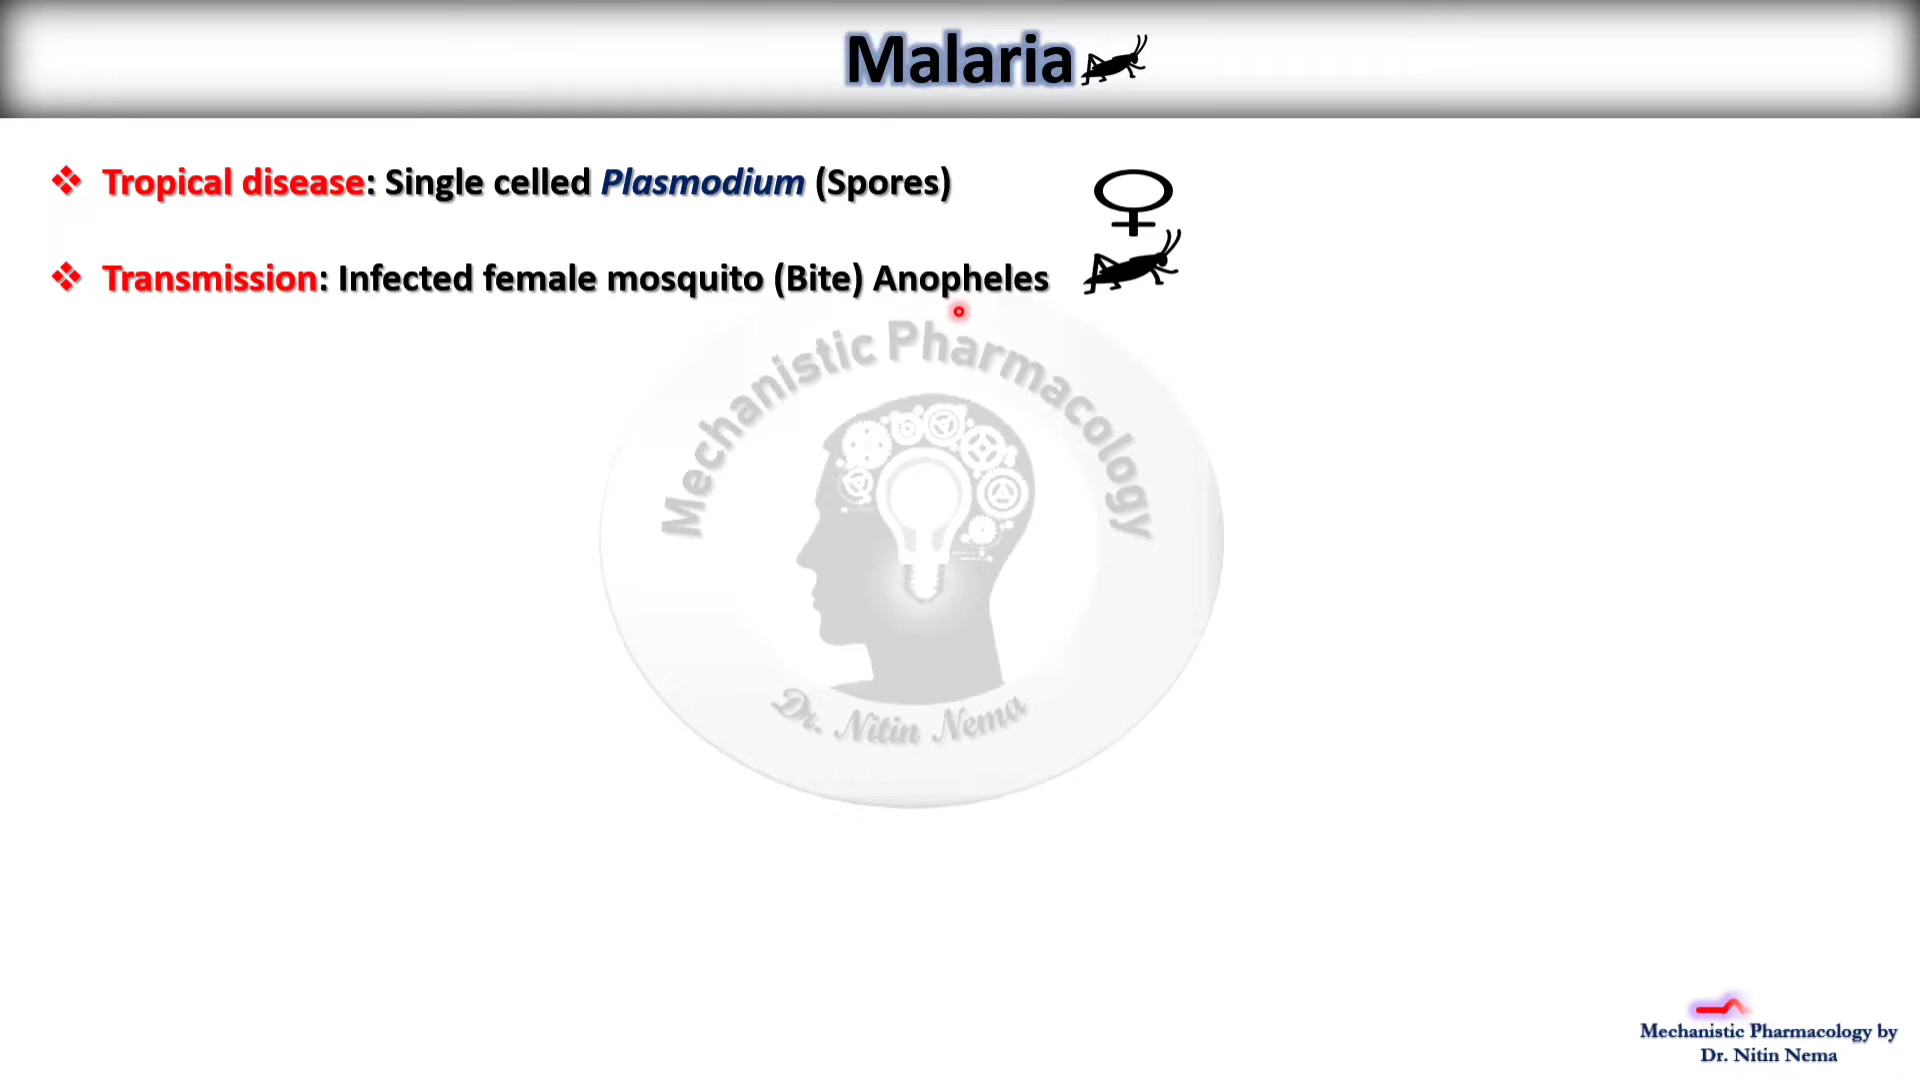 Malaria
❖ Tropical disease: Single celled Plasmodium (Spores)
❖ Transmission: Infected female mosquito (Bite) Anopheles
Mechanistic Pharmacology
Dr. Nitin Nema
Mechanistic Pharmacology by
Dr. Nitin Nema